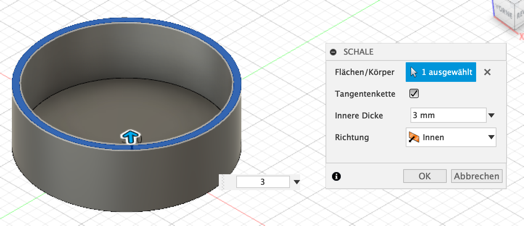 SCHALE
Flächen/Körper 1 ausgewählt
Tangentenkette
Innere Dicke 3 mm
Richtung Innen
OK Abbrechen
3